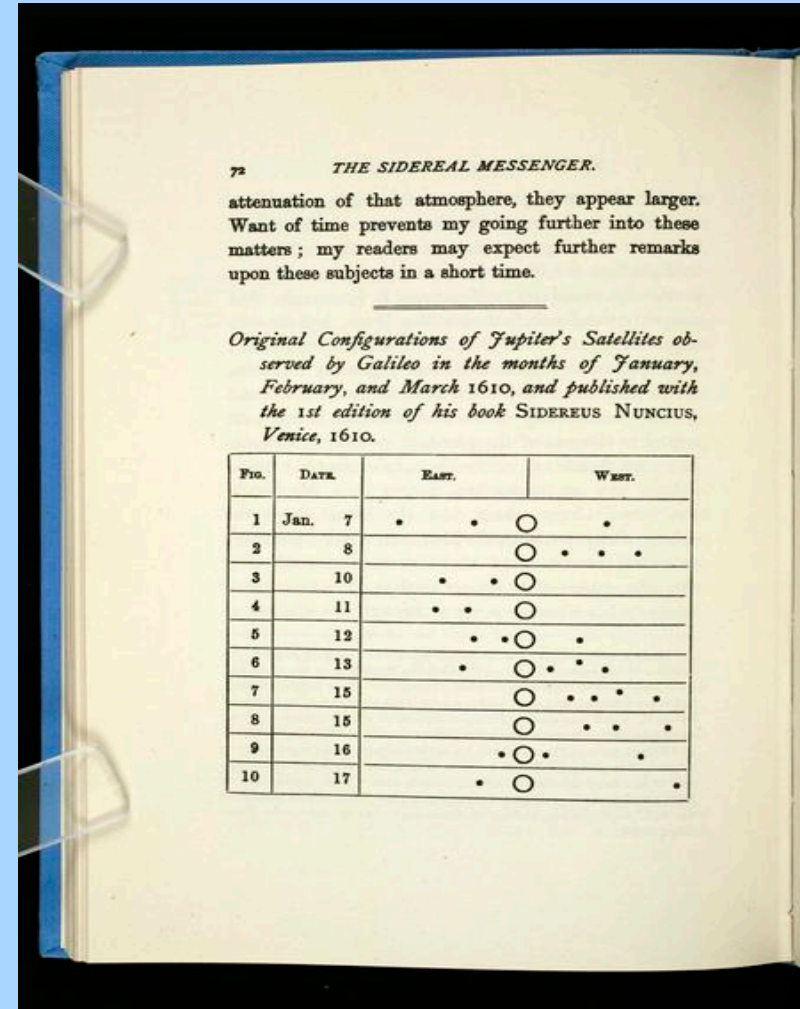 72 THE SIDEREAL MESSENGER.
attenuation of that atmosphere, they appear larger.
Want of time prevents my going further into these
matters ; my readers may expect further remarks
upon these subjects in a short time.
Original Configurations of Jupiter's Satellites ob-
served by Galileo in the months of January,
February, and March 1610, and published with
the 1st edition of his book SIDEREUS NUNCIUS,
Venice, 1610.
FIG. DATE. EAST. WEST.
1 Jan. 7
2 8
3 10
4 11
5 12
6 13
7 15
8 15
9 16
10 17